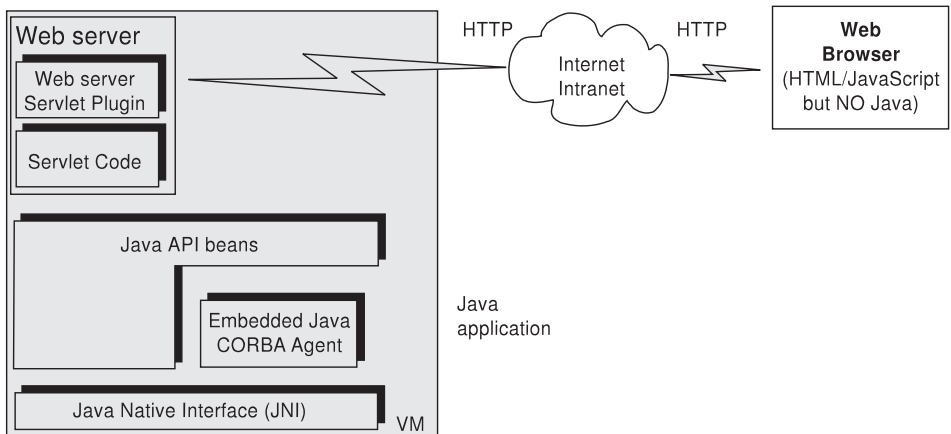 Web server
Web server
Servlet Plugin
Servlet Code
Java API beans
Embedded Java
CORBA Agent
Java Native Interface (JNI)
VM
Java
application
HTTP
Internet
Intranet
HTTP
Web
Browser
(HTML/JavaScript
but NO Java)